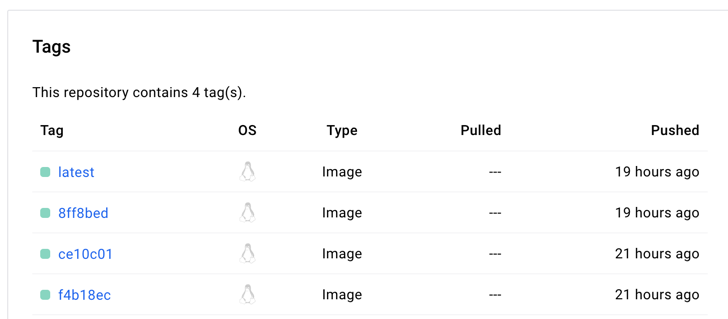 Tags
This repository contains 4 tag(s).
Tag OS Type Pulled Pushed
latest Image --- 19 hours ago
8ff8bed Image --- 19 hours ago
ce10c01 Image --- 21 hours ago
f4b18ec Image --- 21 hours ago